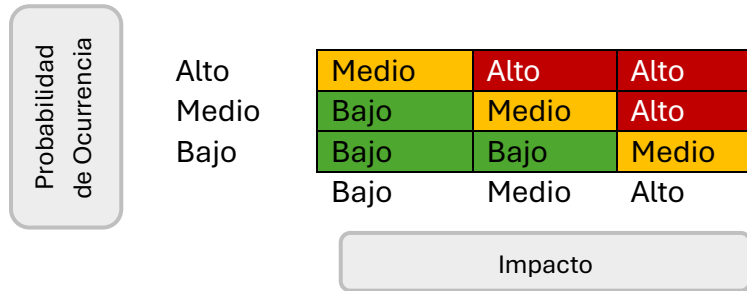 Probabilidad
de Ocurrencia
Alto Medio Alto Alto
Medio Bajo Medio Alto
Bajo Bajo Bajo Medio
Bajo Medio Alto
Impacto